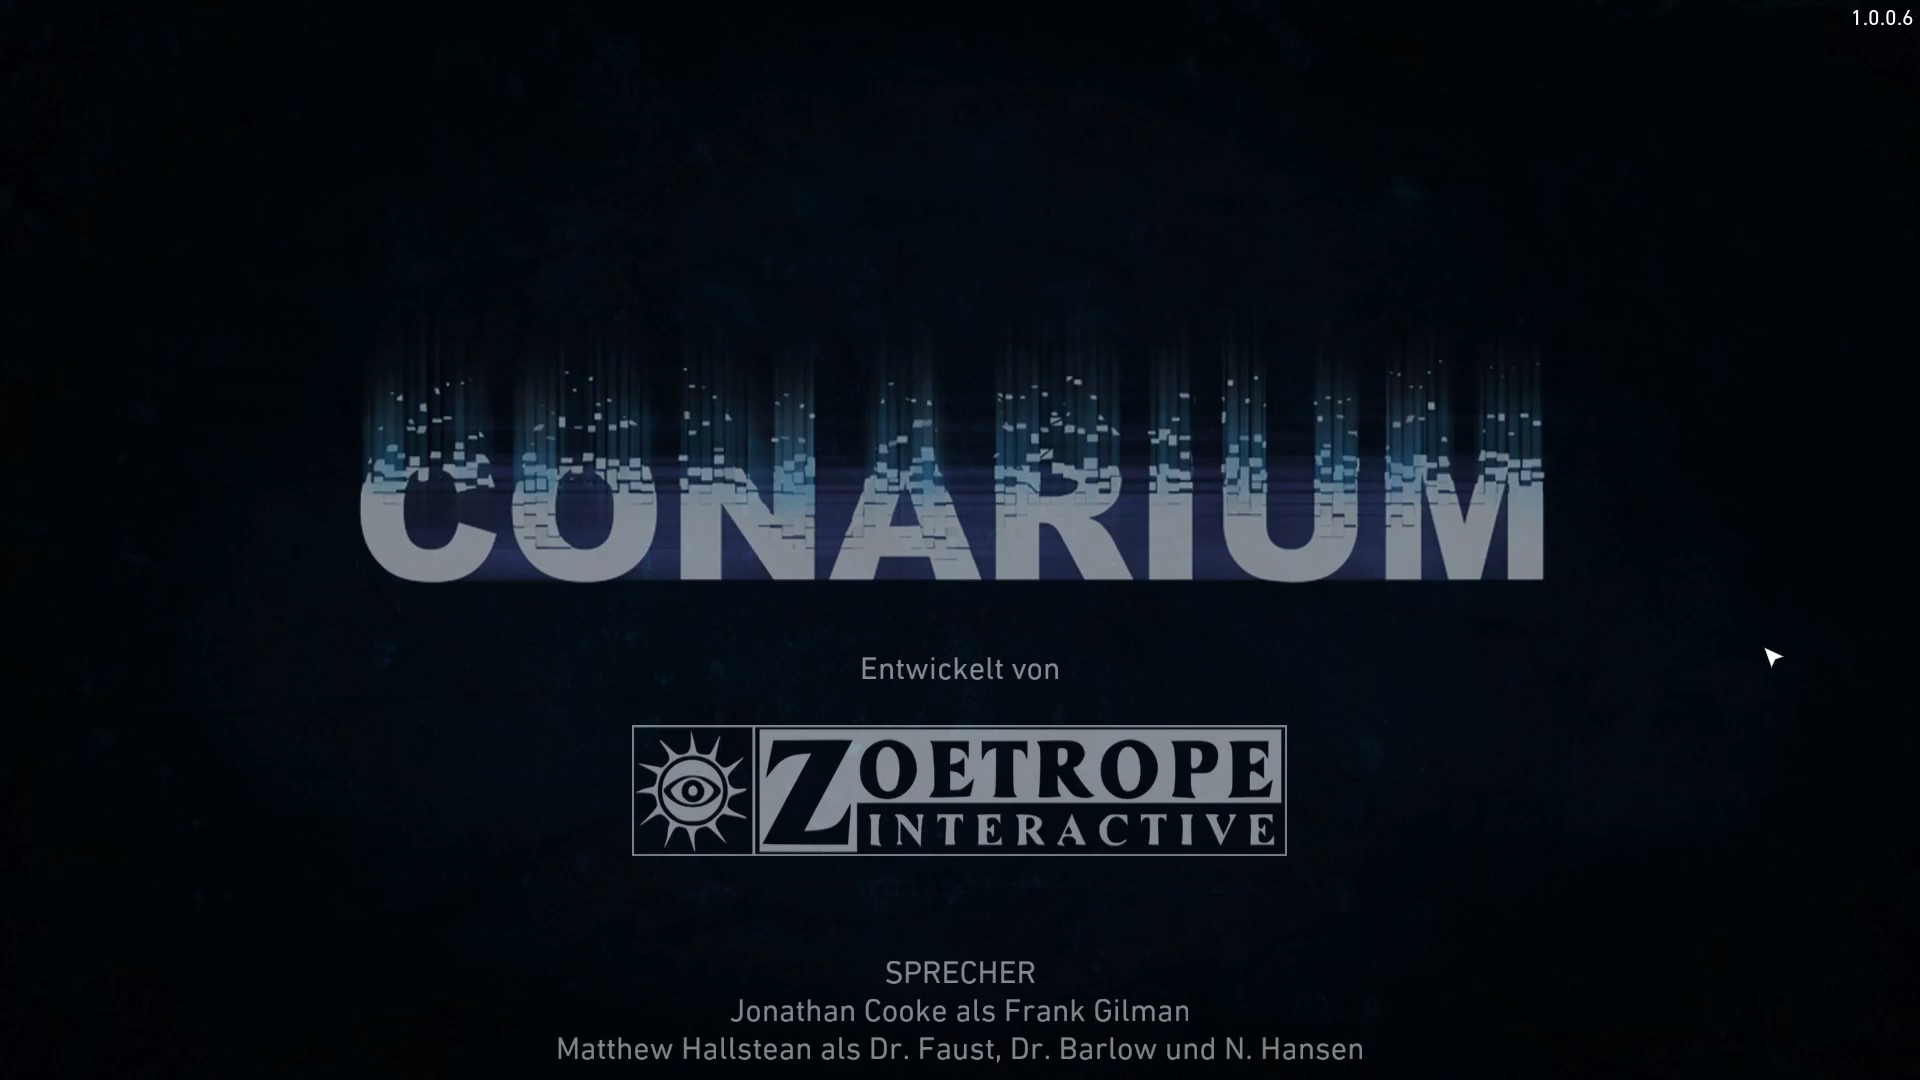 1.0.0.6
CONARIUM
Entwickelt von
ZOETROPE
INTERACTIVE
SPRECHER
Jonathan Cooke als Frank Gilman
Matthew Hallstean als Dr. Faust, Dr. Barlow und N. Hansen